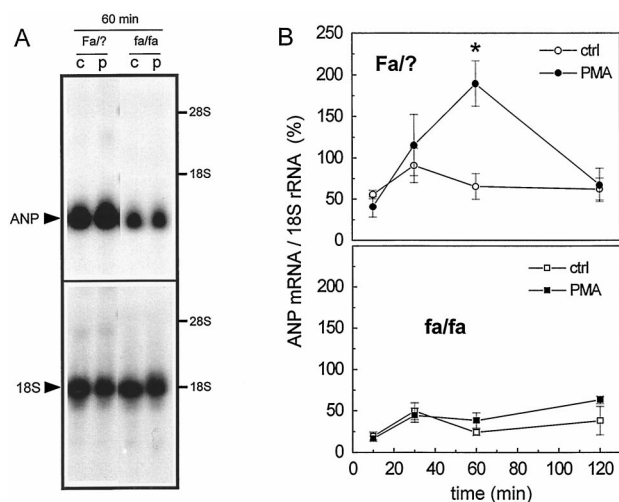 A
60 min
Fa/? fa/fa
c p c p
28S
18S
ANP
28S
18S
18S
B
Fa/?
ctrl
PMA
*
250
200
150
100
50
0
ANP mRNA / 18S rRNA (%)
fa/fa
ctrl
PMA
200
150
100
50
0
0 20 40 60 80 100 120
time (min)